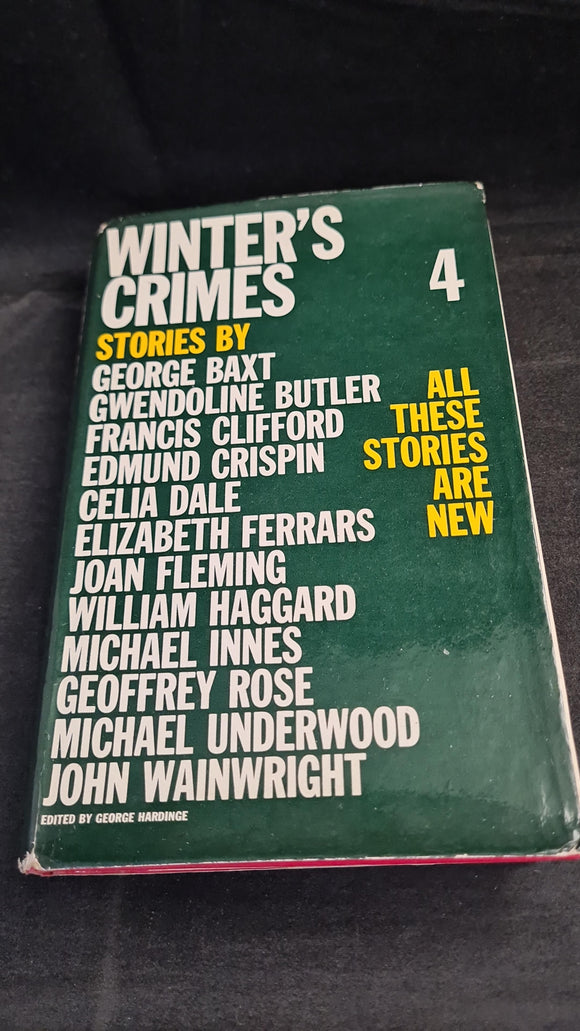 WINTER'S
CRIMES
4
STORIES BY
GEORGE BAXT
GWENDOLINE BUTLER
FRANCIS CLIFFORD
EDMUND CRISPIN
CELIA DALE
ELIZABETH FERRARS
JOAN FLEMING
WILLIAM HAGGARD
MICHAEL INNES
GEOFFREY ROSE
MICHAEL UNDERWOOD
JOHN WAINWRIGHT
ALL
THESE
STORIES
ARE
NEW
EDITED BY GEORGE HARDINGE